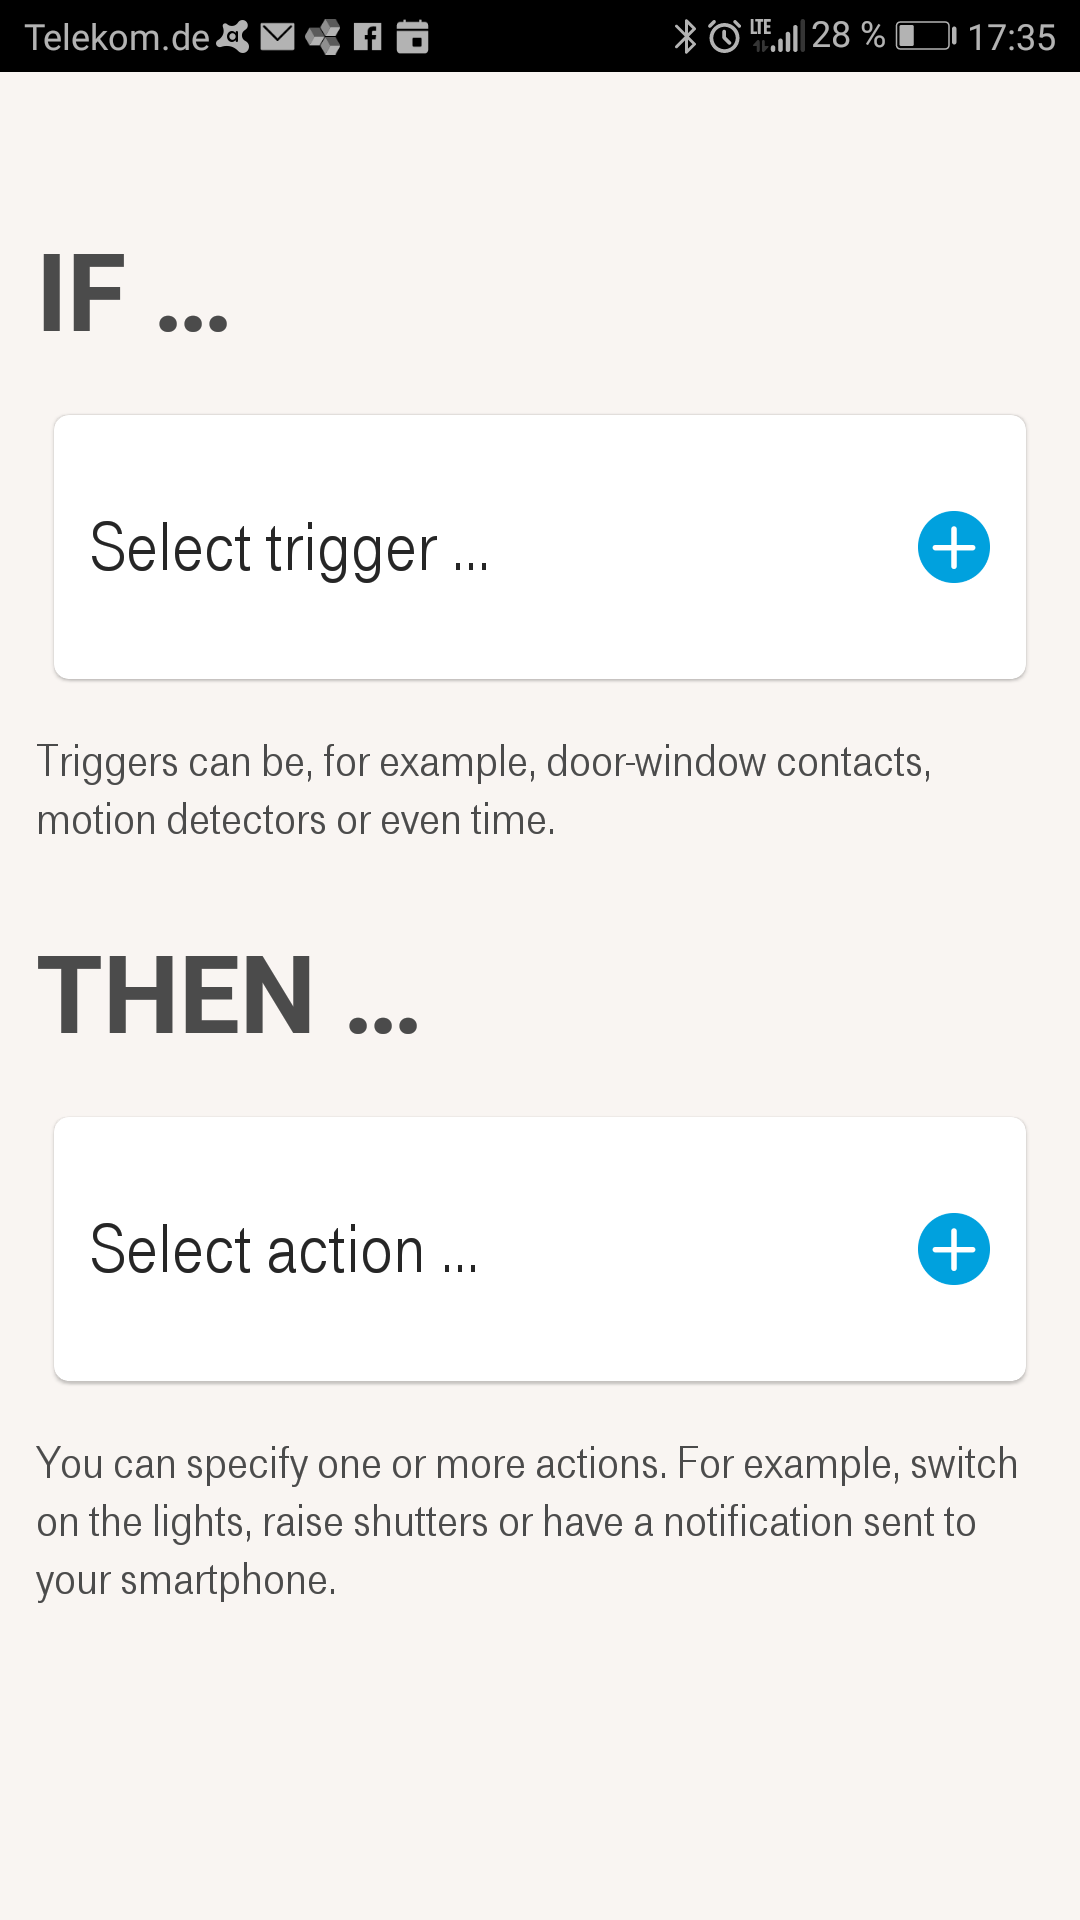 Telekom.de LTE 28 % 17:35
IF ...
Select trigger ...
Triggers can be, for example, door-window contacts,
motion detectors or even time.
THEN ...
Select action ...
You can specify one or more actions. For example, switch
on the lights, raise shutters or have a notification sent to
your smartphone.